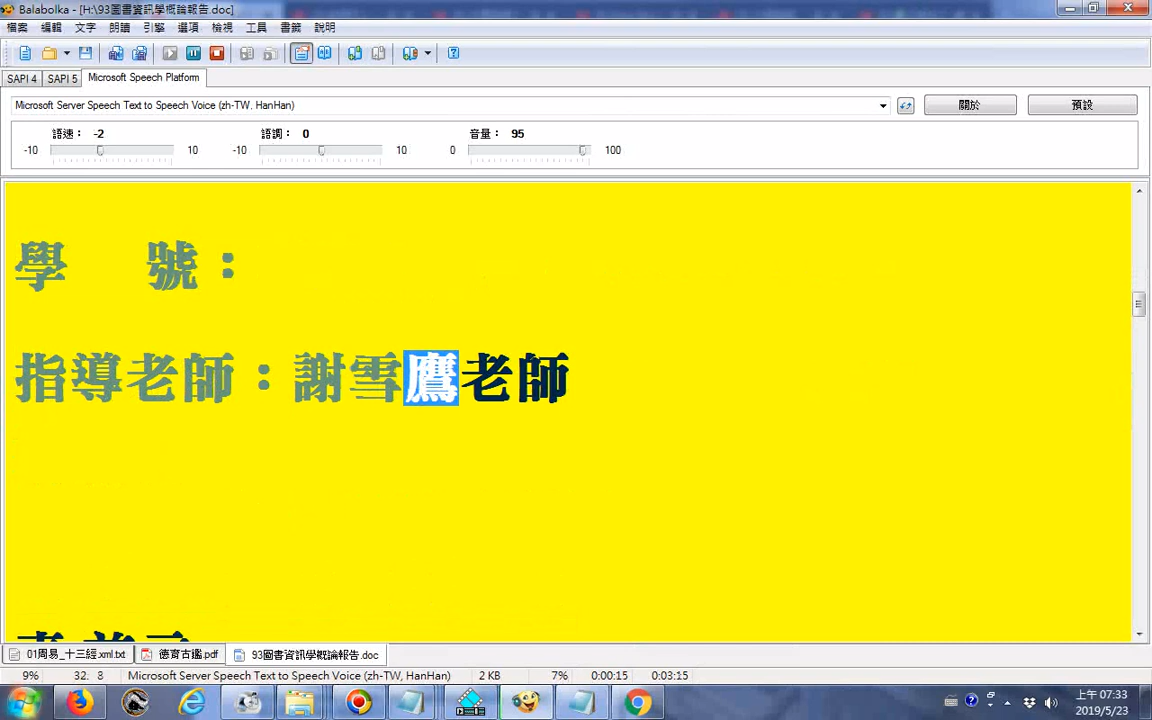 Balabolka - [H:\93圖書資訊學概論報告.doc]
檔案 編輯 文字 朗讀 引擎 選項 檢視 工具 書籤 說明
SAPI 4 SAPI 5 Microsoft Speech Platform
Microsoft Server Speech Text to Speech Voice (zh-TW, HanHan) 關於 預設
語速： -2 語調： 0 音量： 95
-10 10 -10 10 0 100
學 號：
指導老師：謝雪鷹老師
01周易_十三經.xml.txt 德育古鑑.pdf 93圖書資訊學概論報告.doc
9% 32: 8 Microsoft Server Speech Text to Speech Voice (zh-TW, HanHan) 2 KB 7% 0:00:15 0:03:15
上午 07:33
2019/5/23